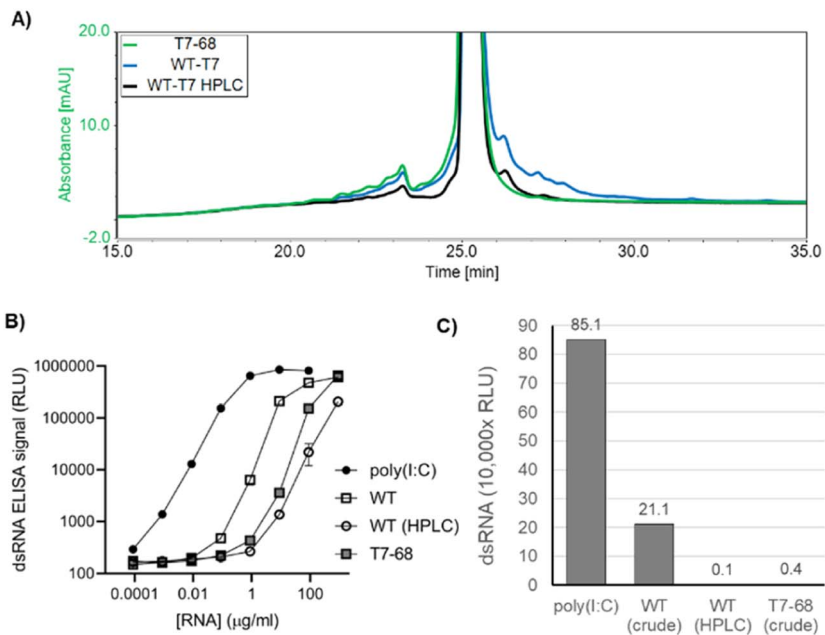 A)
T7-68
WT-T7
WT-T7 HPLC
Absorbance [mAU]
20.0
10.0
-2.0
15.0
20.0
25.0
30.0
35.0
Time [min]
B)
dsRNA ELISA signal (RLU)
1000000
100000
10000
1000
100
0.0001
0.01
1
100
[RNA] (µg/ml)
poly(I:C)
WT
WT (HPLC)
T7-68
C)
dsRNA (10,000x RLU)
90
80
70
60
50
40
30
20
10
0
85.1
21.1
0.1
0.4
poly(I:C)
WT
(crude)
WT
(HPLC)
T7-68
(crude)